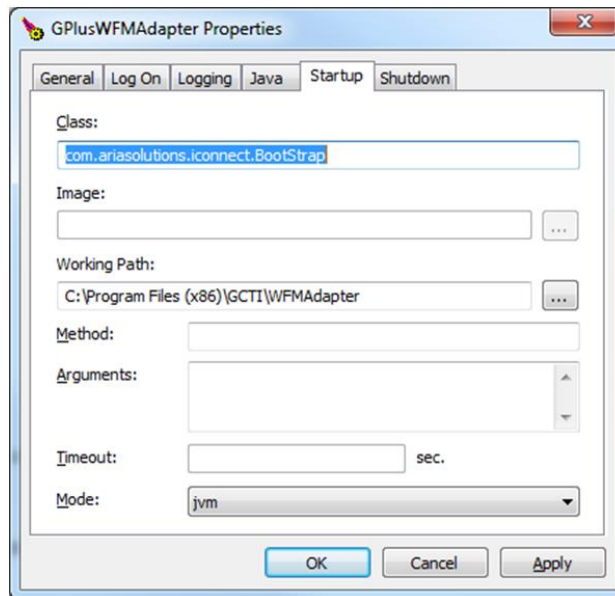 GPlusWFMAdapter Properties
General Log On Logging Java Startup Shutdown
Class:
com.ariasolutions.iconnect.BootStrap
Image:
...
Working Path:
C:\Program Files (x86)\GCTI\WFMAdapter
...
Method:
Arguments:
Timeout: sec.
Mode: jvm
OK Cancel Apply